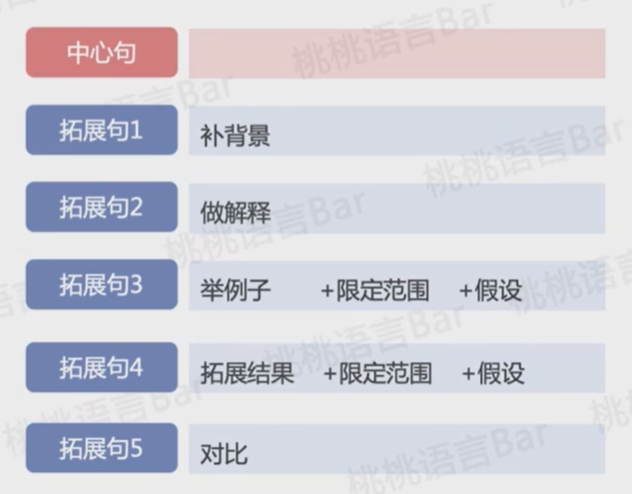 中心句
拓展句1 补背景
拓展句2 做解释
拓展句3 举例子 +限定范围 +假设
拓展句4 拓展结果 +限定范围 +假设
拓展句5 对比
桃桃语言Bar